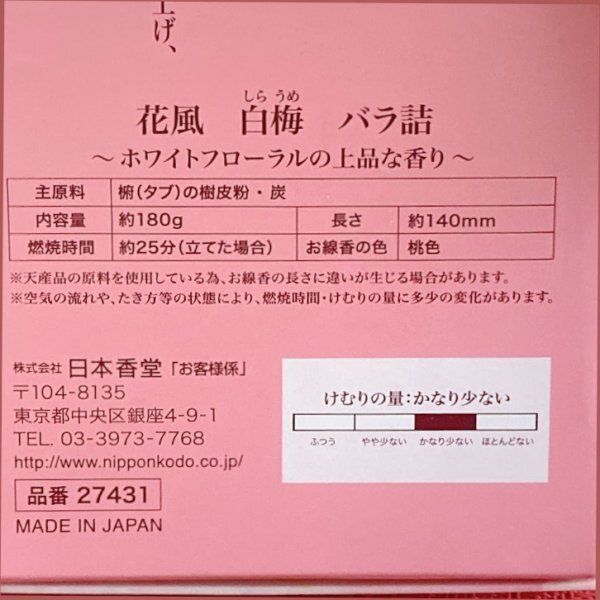 上げ、
しら うめ
花風 白梅 バラ詰
～ホワイトフローラルの上品な香り～
主原料 椨(タブ)の樹皮粉・炭
内容量 約180g 長さ 約140mm
燃焼時間 約25分(立てた場合) お線香の色 桃色
※天産品の原料を使用している為、お線香の長さに違いが生じる場合があります。
※空気の流れや、たき方等の状態により、燃焼時間・けむりの量に多少の変化があります。
株式会社 日本香堂「お客様係」
〒104-8135
東京都中央区銀座4-9-1
TEL. 03-3973-7768
http://www.nipponkodo.co.jp/
品番 27431
MADE IN JAPAN
けむりの量：かなり少ない
ふつう やや少ない かなり少ない ほとんどない